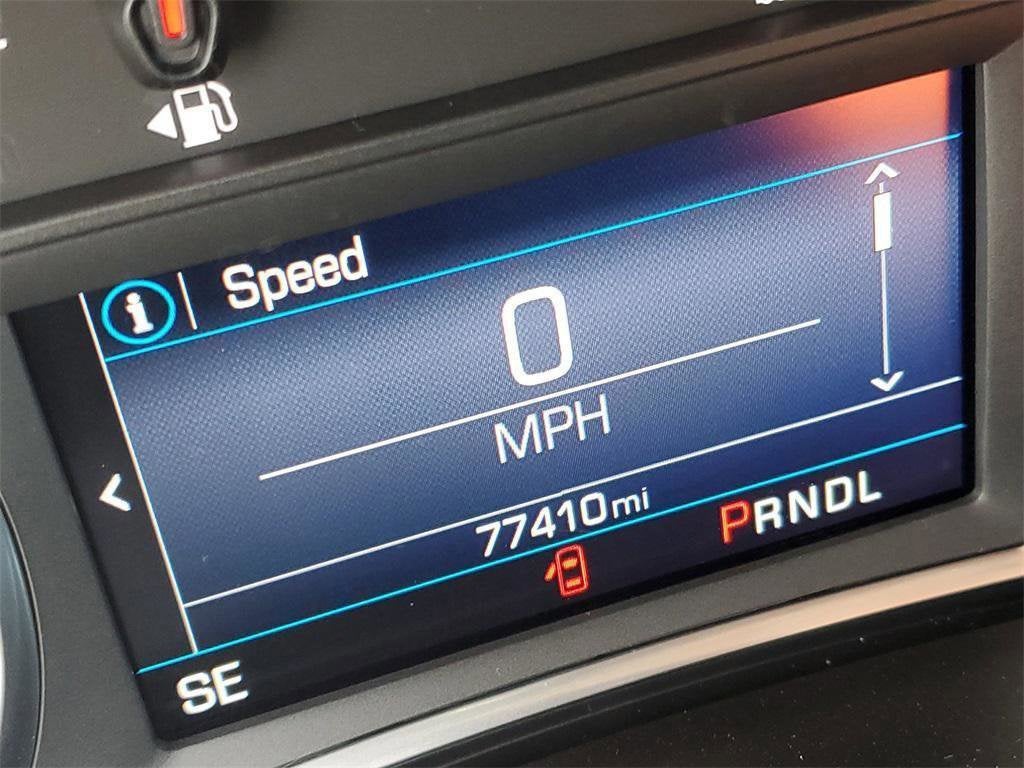 Speed
0
MPH
77410mi
PRNDL
SE